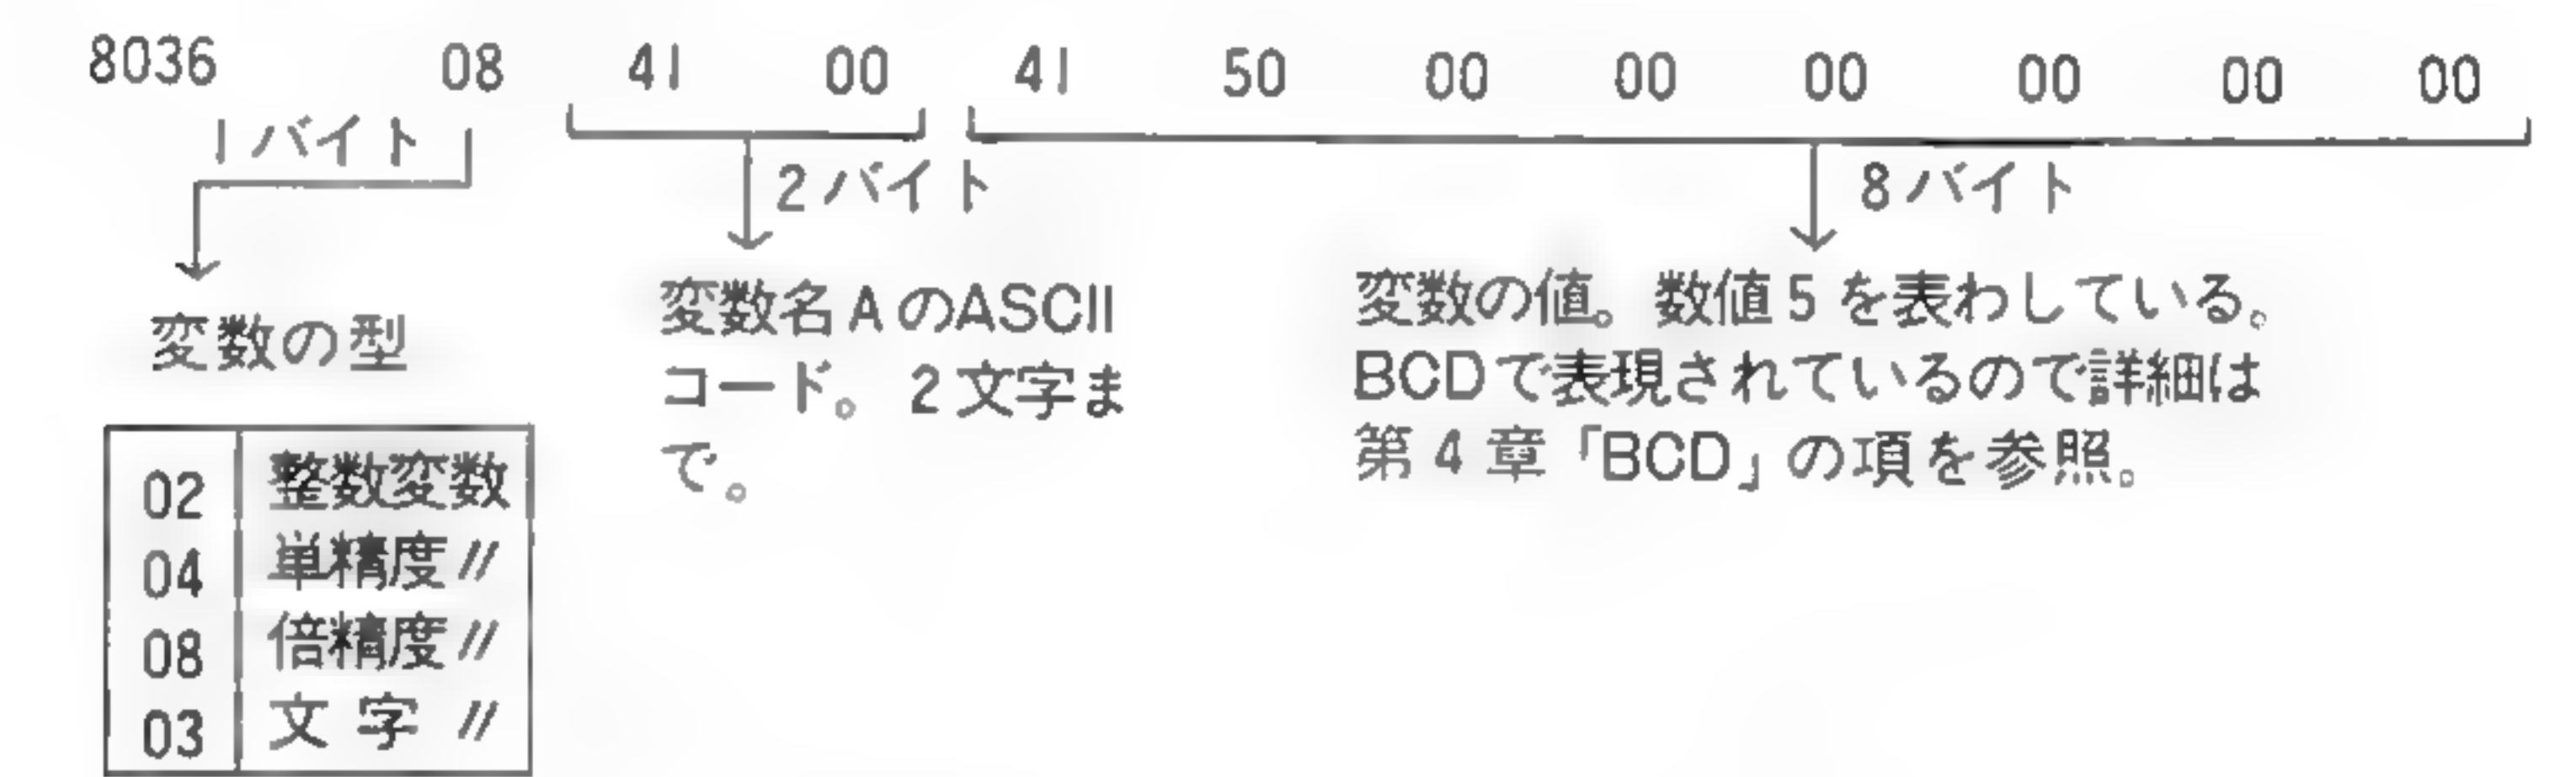 8036 08 41 00 41 50 00 00 00 00 00 00
1バイト
2バイト
8バイト
変数の型
変数名AのASCII
コード。2文字ま
で。
変数の値。数値5を表わしている。
BCDで表現されているので詳細は
第4章「BCD」の項を参照。
02 整数変数
04 単精度〃
08 倍精度〃
03 文字〃